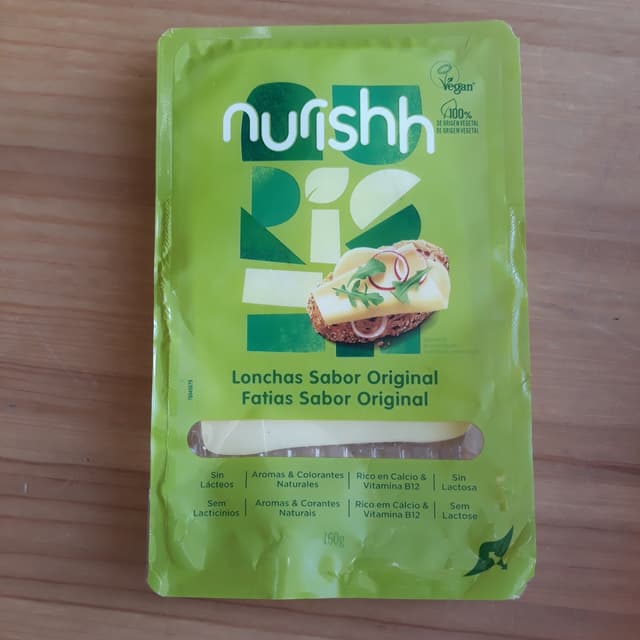 Vegan
nurishh
100%
DE ORIGEN VEGETAL
DE ORIGEM VEGETAL
Lonchas Sabor Original
Fatias Sabor Original
Sin Lácteos
Aromas & Colorantes Naturales
Rico en Calcio & Vitamina B12
Sin Lactosa
Sem Lacticínios
Aromas & Corantes Naturais
Rico em Cálcio & Vitamina B12
Sem Lactose
150g